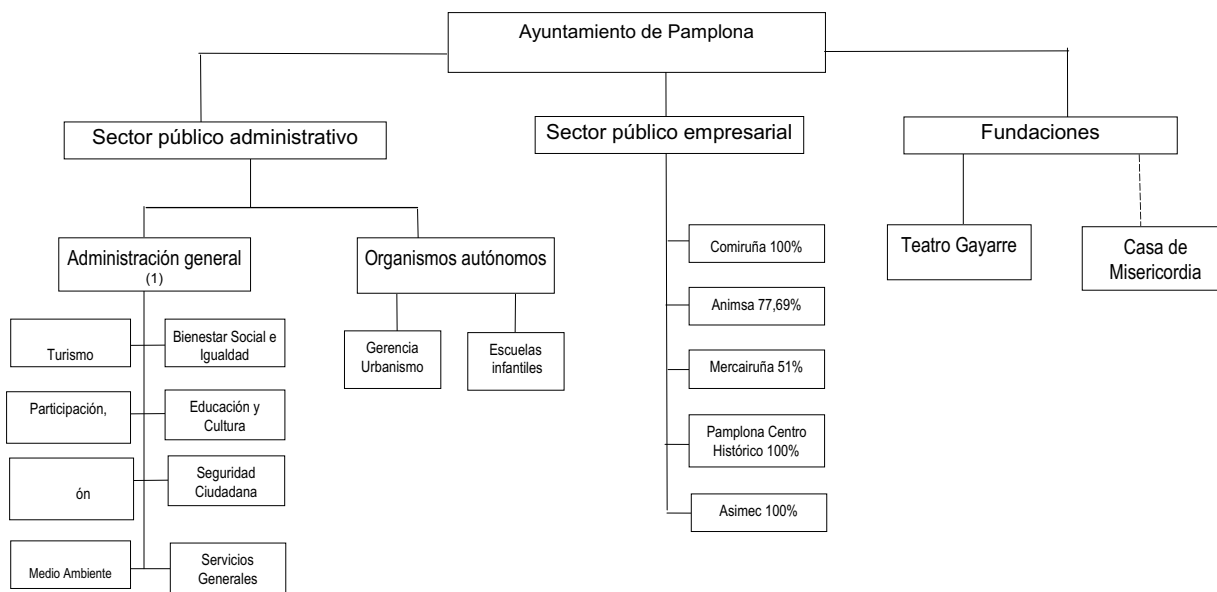 Ayuntamiento de Pamplona
Sector público administrativo
Sector público empresarial
Fundaciones
Administración general
(1)
Organismos autónomos
Comiruña 100%
Animsa 77,69%
Mercairuña 51%
Pamplona Centro
Histórico 100%
Asimec 100%
Teatro Gayarre
Casa de
Misericordia
Turismo
Bienestar Social e
Igualdad
Gerencia
Urbanismo
Escuelas
infantiles
Participación,
Educación y
Cultura
ón
Seguridad
Ciudadana
Medio Ambiente
Servicios
Generales